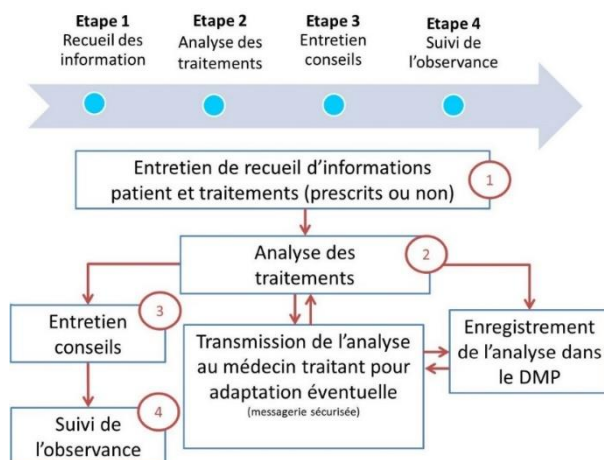 Etape 1
Recueil des
information
Etape 2
Analyse des
traitements
Etape 3
Entretien
conseils
Etape 4
Suivi de
l'observance
Entretien de recueil d'informations
patient et traitements (prescrits ou non)
1
Analyse des
traitements
2
Entretien
conseils
3
Transmission de l'analyse
au médecin traitant pour
adaptation éventuelle
(messagerie sécurisée)
Enregistrement
de l'analyse dans
le DMP
Suivi de
l'observance
4